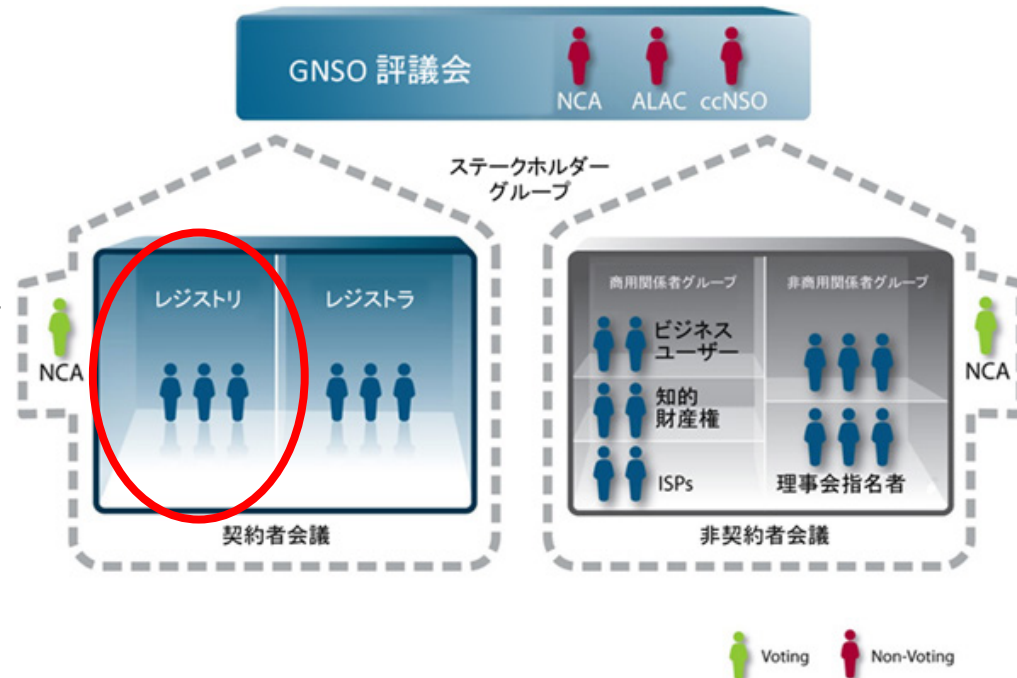 GNSO 評議会
NCA ALAC ccNSO
ステークホルダー
グループ
NCA
レジストリ
レジストラ
契約者会議
商用関係者グループ
非商用関係者グループ
ビジネス
ユーザー
知的
財産権
ISPs
理事会指名者
NCA
非契約者会議
Voting
Non-Voting